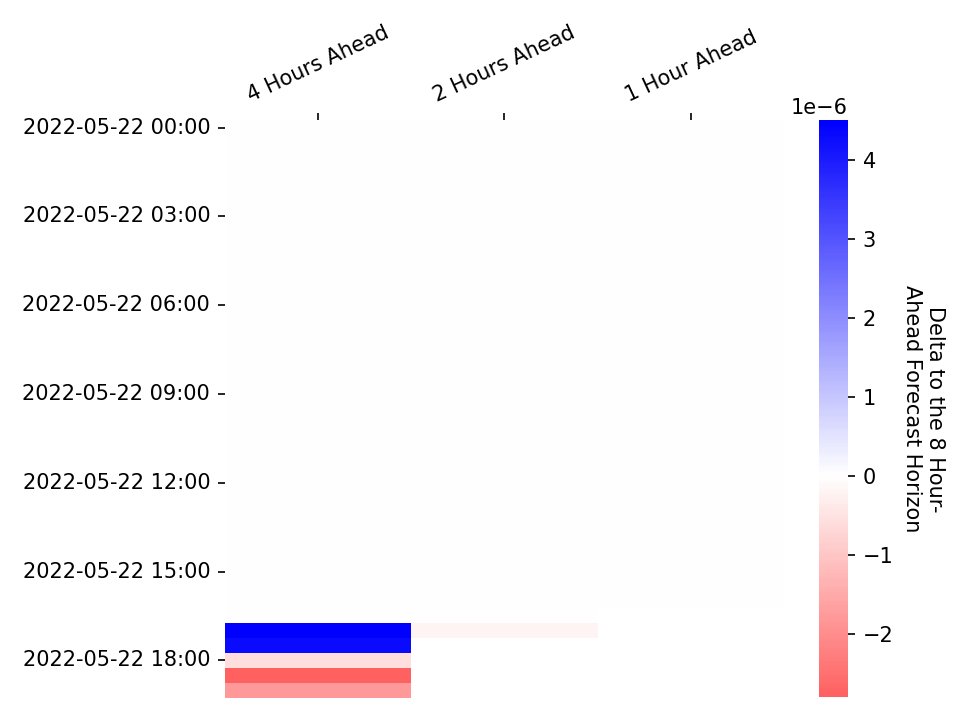 4 Hours Ahead
2 Hours Ahead
1 Hour Ahead
2022-05-22 00:00
2022-05-22 03:00
2022-05-22 06:00
2022-05-22 09:00
2022-05-22 12:00
2022-05-22 15:00
2022-05-22 18:00
1e−6
4
3
2
1
0
−1
−2
Delta to the 8 Hour-
Ahead Forecast Horizon